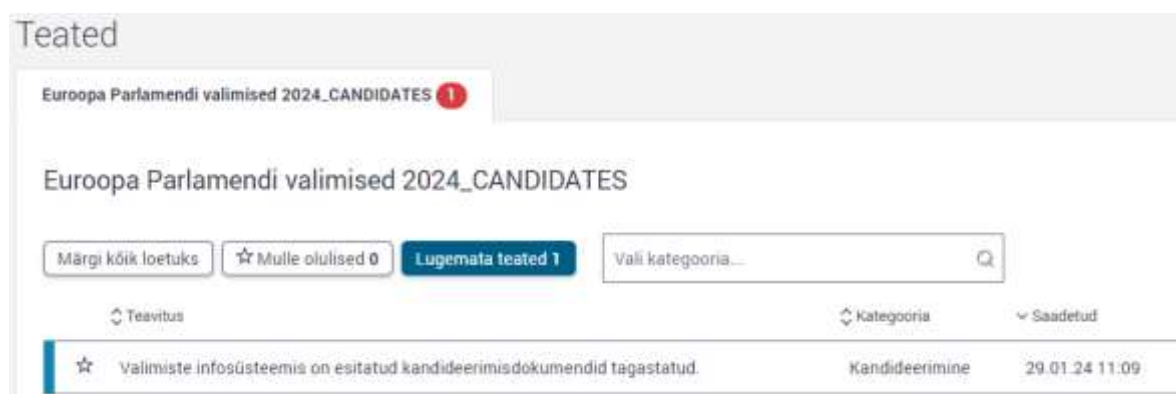 Teated
Euroopa Parlamendi valimised 2024_CANDIDATES 1
Euroopa Parlamendi valimised 2024_CANDIDATES
Märgi kõik loetuks Mulle olulised 0 Lugemata teated 1 Vali kategooria...
Teavitus Kategooria Saadetud
Valimiste infosüsteemis on esitatud kandideerimisdokumendid tagastatud. Kandideerimine 29.01.24 11:09